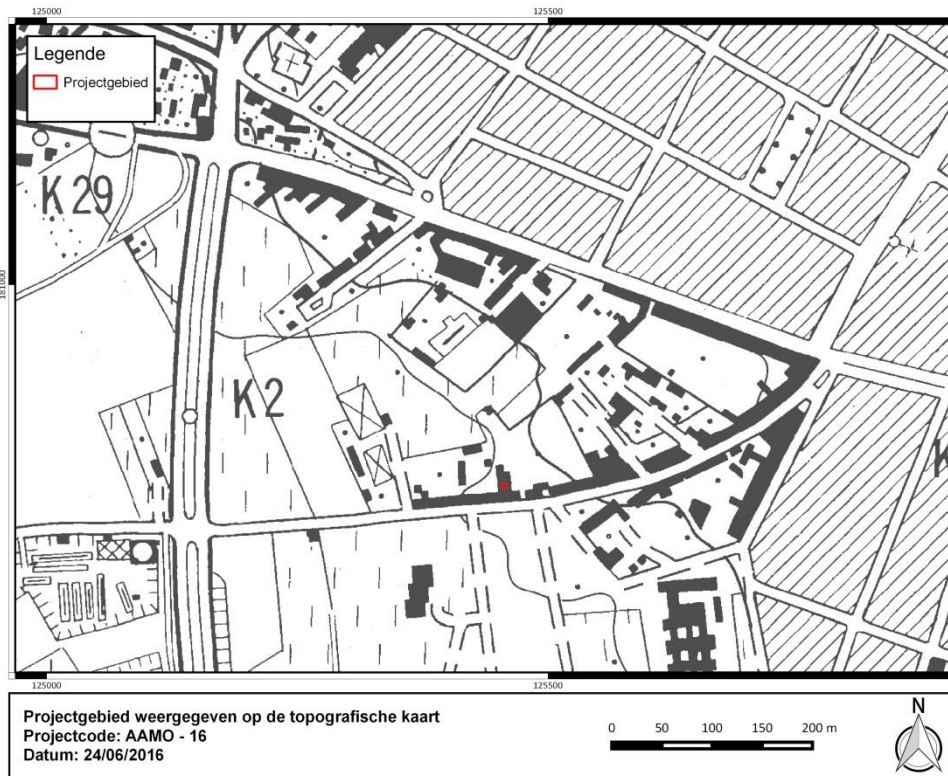 125000 125500
Legende
Projectgebied
K 29
181000
K 2
K
125000 125500
Projectgebied weergegeven op de topografische kaart
Projectcode: AAMO - 16
Datum: 24/06/2016
0 50 100 150 200 m
N